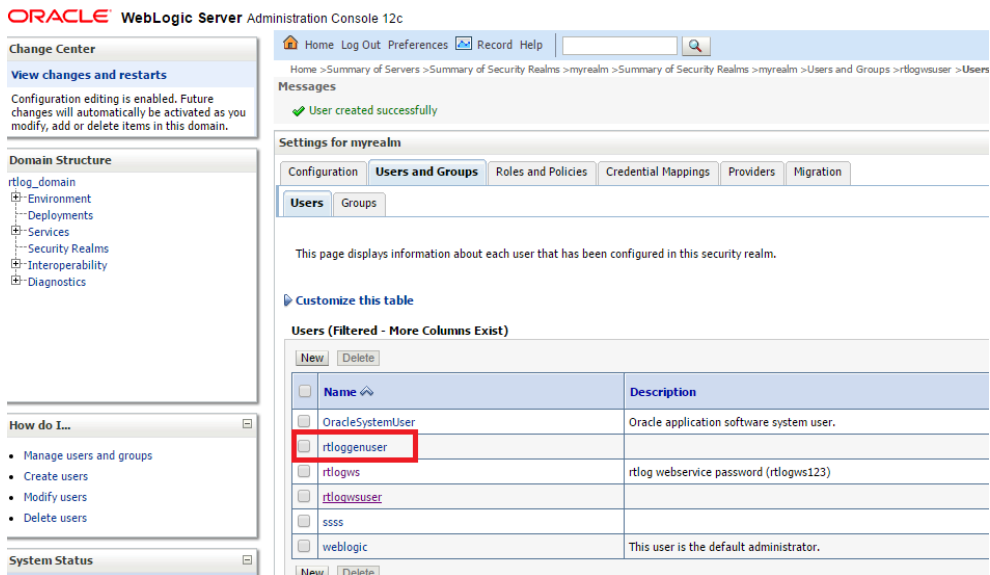 ORACLE WebLogic Server Administration Console 12c
Change Center
View changes and restarts
Configuration editing is enabled. Future
changes will automatically be activated as you
modify, add or delete items in this domain.
Domain Structure
rtlog_domain
Environment
Deployments
Services
Security Realms
Interoperability
Diagnostics
How do I...
Manage users and groups
Create users
Modify users
Delete users
System Status
Home Log Out Preferences Record Help
Home >Summary of Servers >Summary of Security Realms >myrealm >Summary of Security Realms >myrealm >Users and Groups >rtlogwsuser >Users
Messages
User created successfully
Settings for myrealm
Configuration Users and Groups Roles and Policies Credential Mappings Providers Migration
Users Groups
This page displays information about each user that has been configured in this security realm.
Customize this table
Users (Filtered - More Columns Exist)
New Delete
Name Description
OracleSystemUser Oracle application software system user.
rtloggenuser
rtlogws rtlog webservice password (rtlogws123)
rtlogwsuser
ssss
weblogic This user is the default administrator.
New Delete